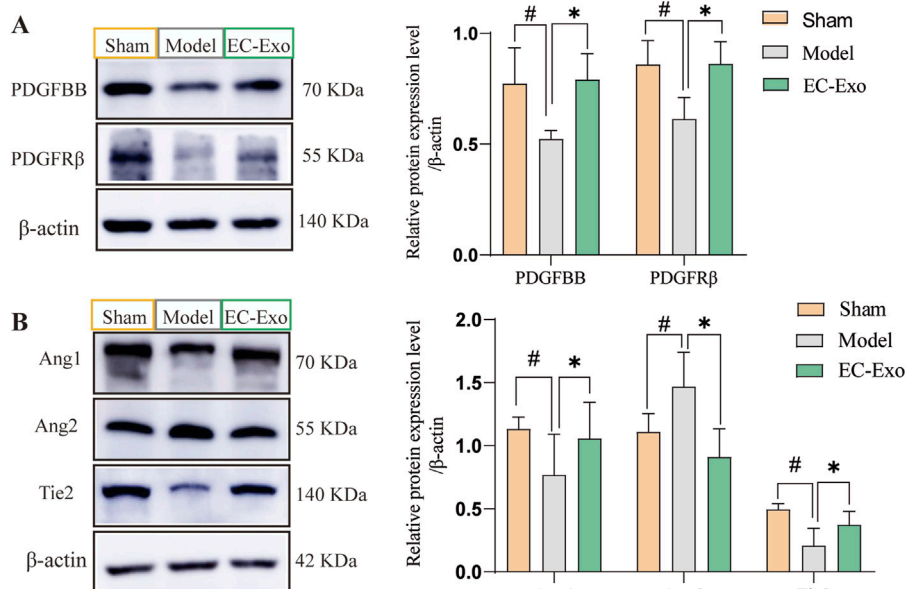 A
Sham Model EC-Exo
PDGFBB 70 KDa
PDGFRβ 55 KDa
β-actin 140 KDa
Relative protein expression level
/β-actin
1.0
0.5
0.0
# * # *
PDGFBB PDGFRβ
Sham
Model
EC-Exo
B
Sham Model EC-Exo
Ang1 70 KDa
Ang2 55 KDa
Tie2 140 KDa
β-actin 42 KDa
Relative protein expression level
/β-actin
2.0
1.5
1.0
0.5
0.0
# * # * # *
Sham
Model
EC-Exo